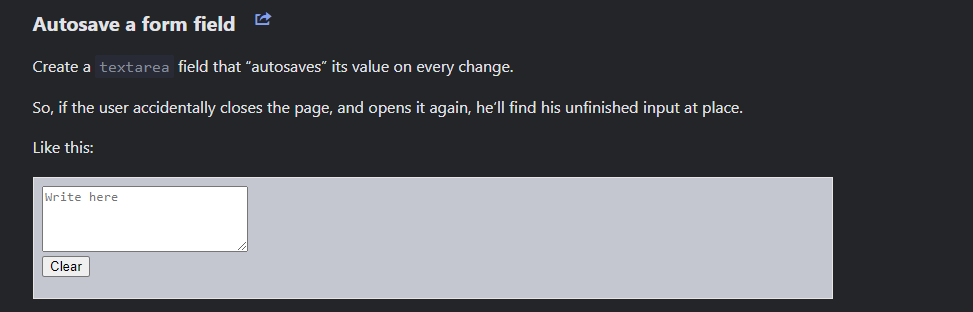 Autosave a form field
Create a textarea field that “autosaves” its value on every change.
So, if the user accidentally closes the page, and opens it again, he’ll find his unfinished input at place.
Like this:
Write here
Clear